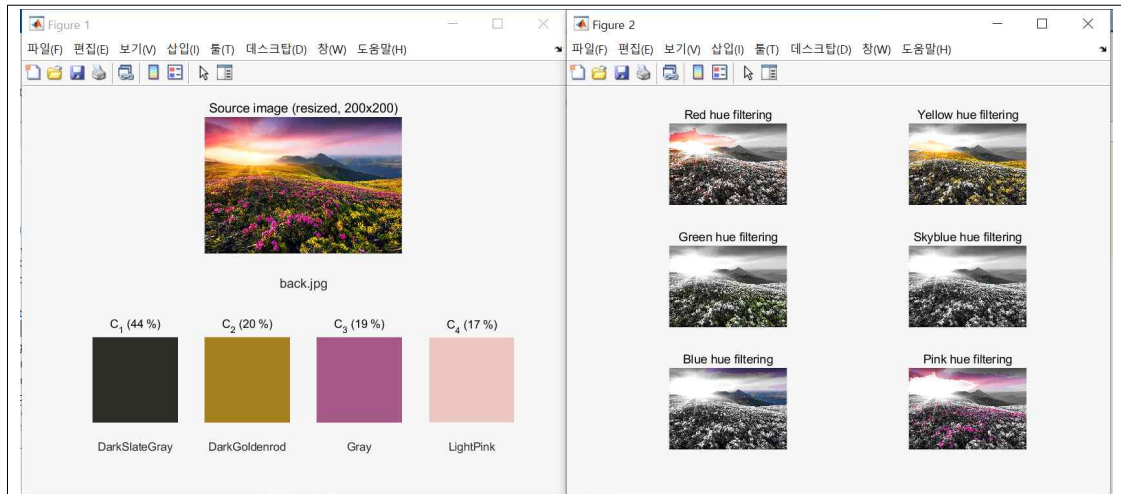 Figure 1
파일(F) 편집(E) 보기(V) 삽입(I) 툴(T) 데스크탑(D) 창(W) 도움말(H)
Source image (resized, 200x200)
back.jpg
C1 (44 %) C2 (20 %) C3 (19 %) C4 (17 %)
DarkSlateGray DarkGoldenrod Gray LightPink
Figure 2
파일(F) 편집(E) 보기(V) 삽입(I) 툴(T) 데스크탑(D) 창(W) 도움말(H)
Red hue filtering Yellow hue filtering
Green hue filtering Skyblue hue filtering
Blue hue filtering Pink hue filtering